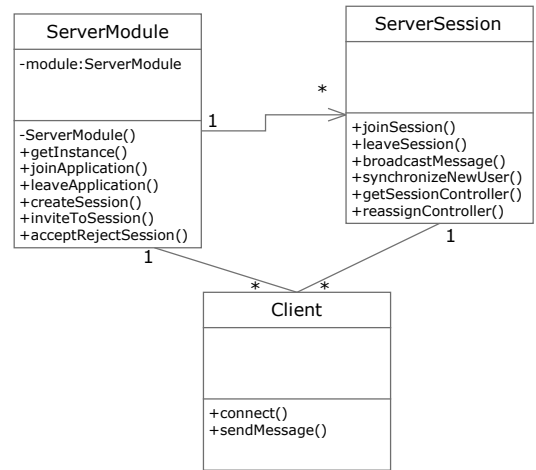 ServerModule
-module:ServerModule
-ServerModule()
+getInstance()
+joinApplication()
+leaveApplication()
+createSession()
+inviteToSession()
+acceptRejectSession()
1
*
ServerSession
+joinSession()
+leaveSession()
+broadcastMessage()
+synchronizeNewUser()
+getSessionController()
+reassignController()
1
1
*
*
Client
+connect()
+sendMessage()